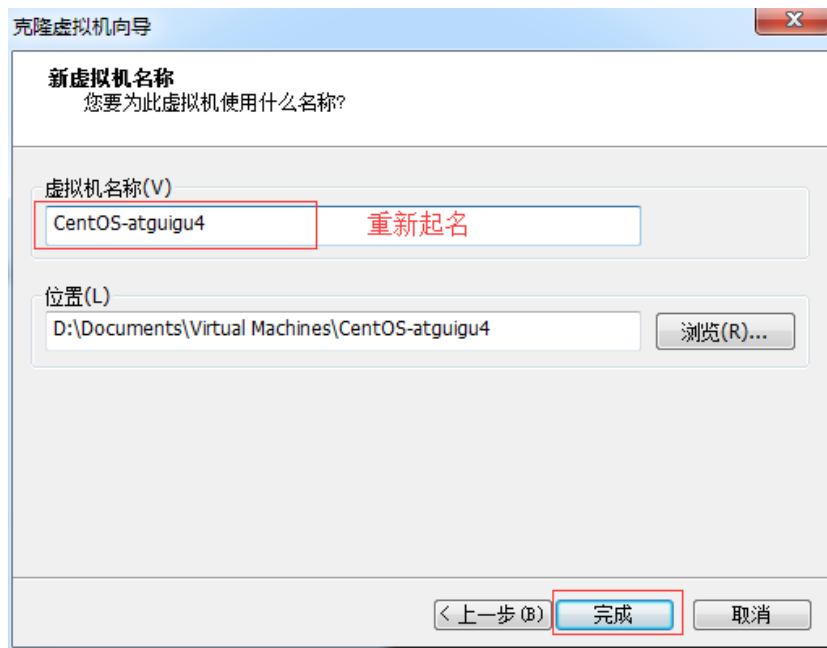 克隆虚拟机向导
新虚拟机名称
您要为此虚拟机使用什么名称?
虚拟机名称(V)
CentOS-atguigu4 重新起名
位置(L)
D:\Documents\Virtual Machines\CentOS-atguigu4 浏览(R)...
< 上一步(B) 完成 取消